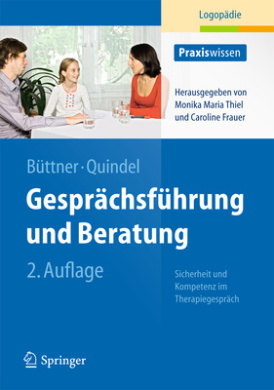 Logopädie
Praxiswissen
Herausgegeben von
Monika Maria Thiel
und Caroline Frauer
Büttner · Quindel
Gesprächsführung
und Beratung
2. Auflage
Sicherheit und
Kompetenz im
Therapiegespräch
Springer